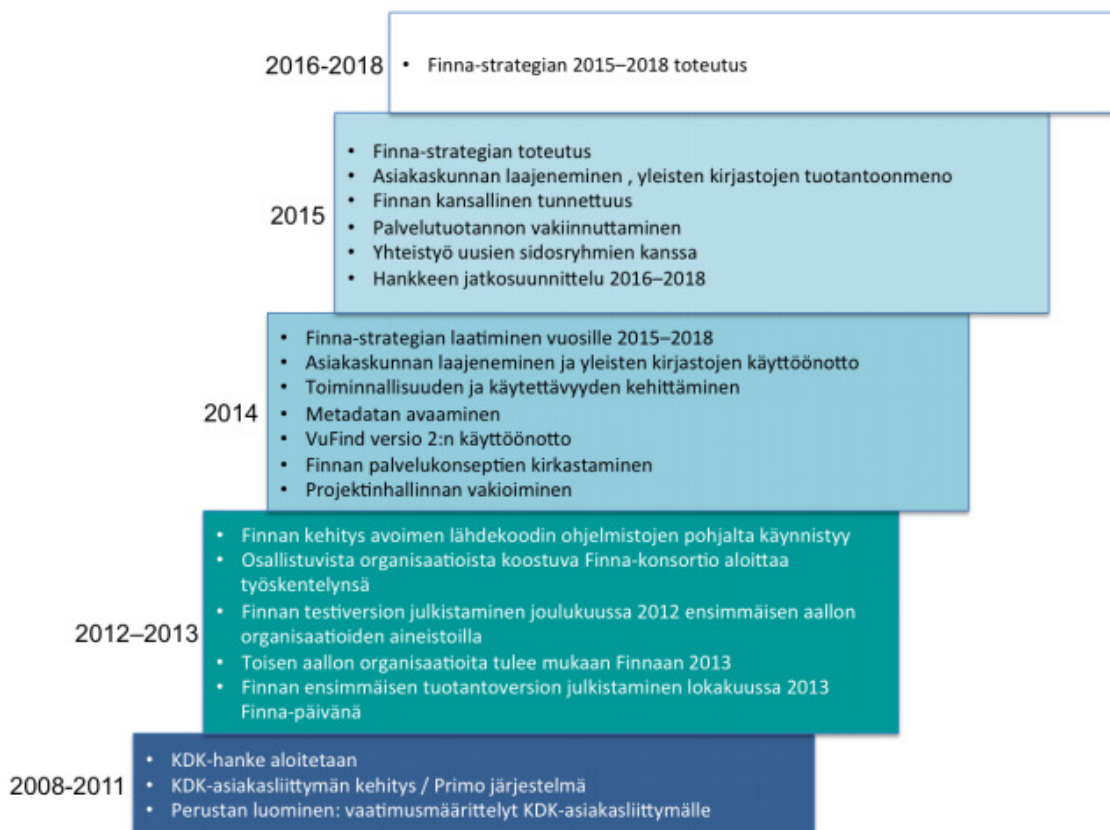 2016-2018
• Finna-strategian 2015–2018 toteutus
2015
• Finna-strategian toteutus
• Asiakaskunnan laajeneminen , yleisten kirjastojen tuotantoonmeno
• Finnan kansallinen tunnettuus
• Palvelutuotannon vakiinnuttaminen
• Yhteistyö uusien sidosryhmien kanssa
• Hankkeen jatkosuunnittelu 2016–2018
2014
• Finna-strategian laatiminen vuosille 2015–2018
• Asiakaskunnan laajeneminen ja yleisten kirjastojen käyttöönotto
• Toiminnallisuuden ja käytettävyyden kehittäminen
• Metadatan avaaminen
• VuFind versio 2:n käyttöönotto
• Finnan palvelukonseptien kirkastaminen
• Projektinhallinnan vakioiminen
2012–2013
• Finnan kehitys avoimen lähdekoodin ohjelmistojen pohjalta käynnistyy
• Osallistuvista organisaatioista koostuva Finna-konsortio aloittaa
työskentelynsä
• Finnan testiversion julkistaminen joulukuussa 2012 ensimmäisen aallon
organisaatioiden aineistoilla
• Toisen aallon organisaatioita tulee mukaan Finnaan 2013
• Finnan ensimmäisen tuotantoversion julkistaminen lokakuussa 2013
Finna-päivänä
2008-2011
• KDK-hanke aloitetaan
• KDK-asiakasliittymän kehitys / Primo järjestelmä
• Perustan luominen: vaatimusmäärittelyt KDK-asiakasliittymälle